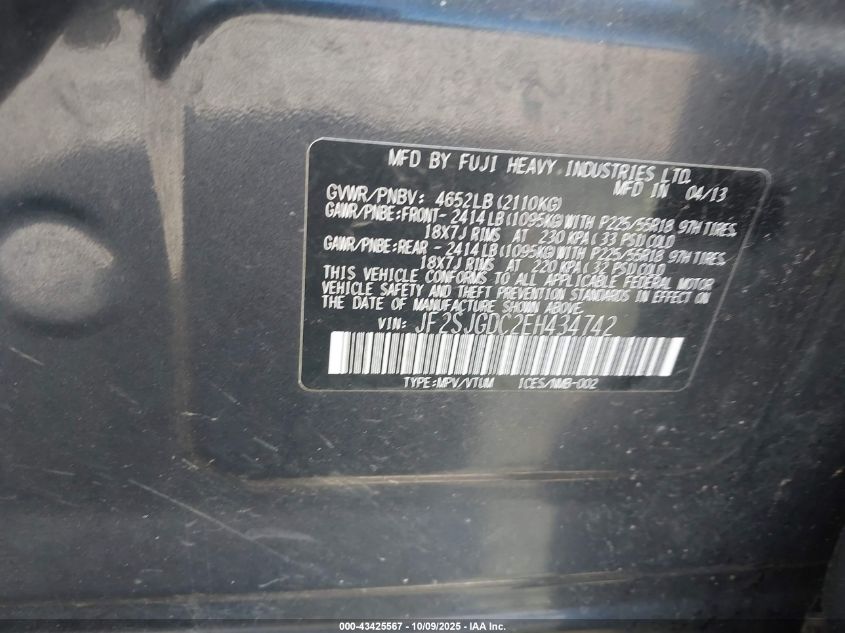 MFD BY FUJI HEAVY INDUSTRIES LTD.
MFD IN 04/13
GVWR/PNBV: 4652LB(2110KG)
GAWR/PNBE:FRONT- 2414LB(1095KG)WITH P225/55R18 97H TIRES,
18X7J RIMS AT 230 KPA(33 PSI)COLD
GAWR/PNBE:REAR - 2414LB(1095KG)WITH P225/55R18 97H TIRES,
18X7J RIMS AT 220 KPA(32 PSI)COLD
THIS VEHICLE CONFORMS TO ALL APPLICABLE FEDERAL MOTOR
VEHICLE SAFETY AND THEFT PREVENTION STANDARDS IN EFFECT ON
THE DATE OF MANUFACTURE SHOWN ABOVE.
VIN: JF2SJGDC2EH434742
TYPE:MPV/VTUM ICES/NMB-002
000-43425567 - 10/09/2025 - IAA Inc.